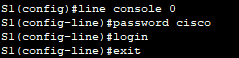 S1(config)#line console 0
S1(config-line)#password cisco
S1(config-line)#login
S1(config-line)#exit